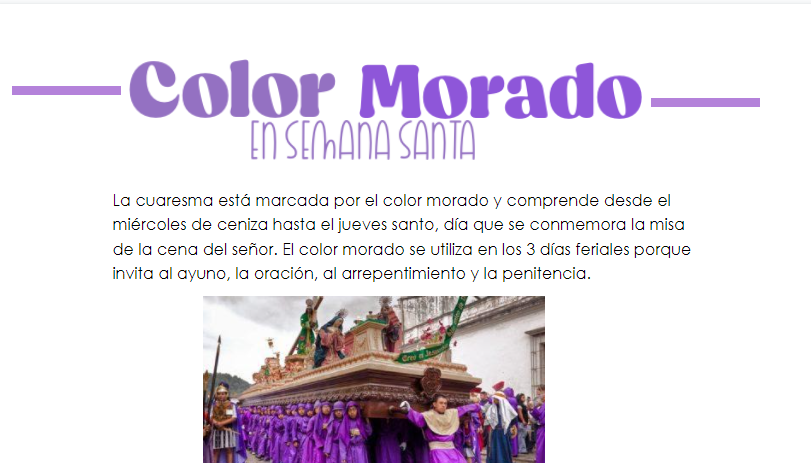 Color Morado
EN SEMANA SANTA
La cuaresma está marcada por el color morado y comprende desde el
miércoles de ceniza hasta el jueves santo, día que se conmemora la misa
de la cena del señor. El color morado se utiliza en los 3 días feriales porque
invita al ayuno, la oración, al arrepentimiento y la penitencia.